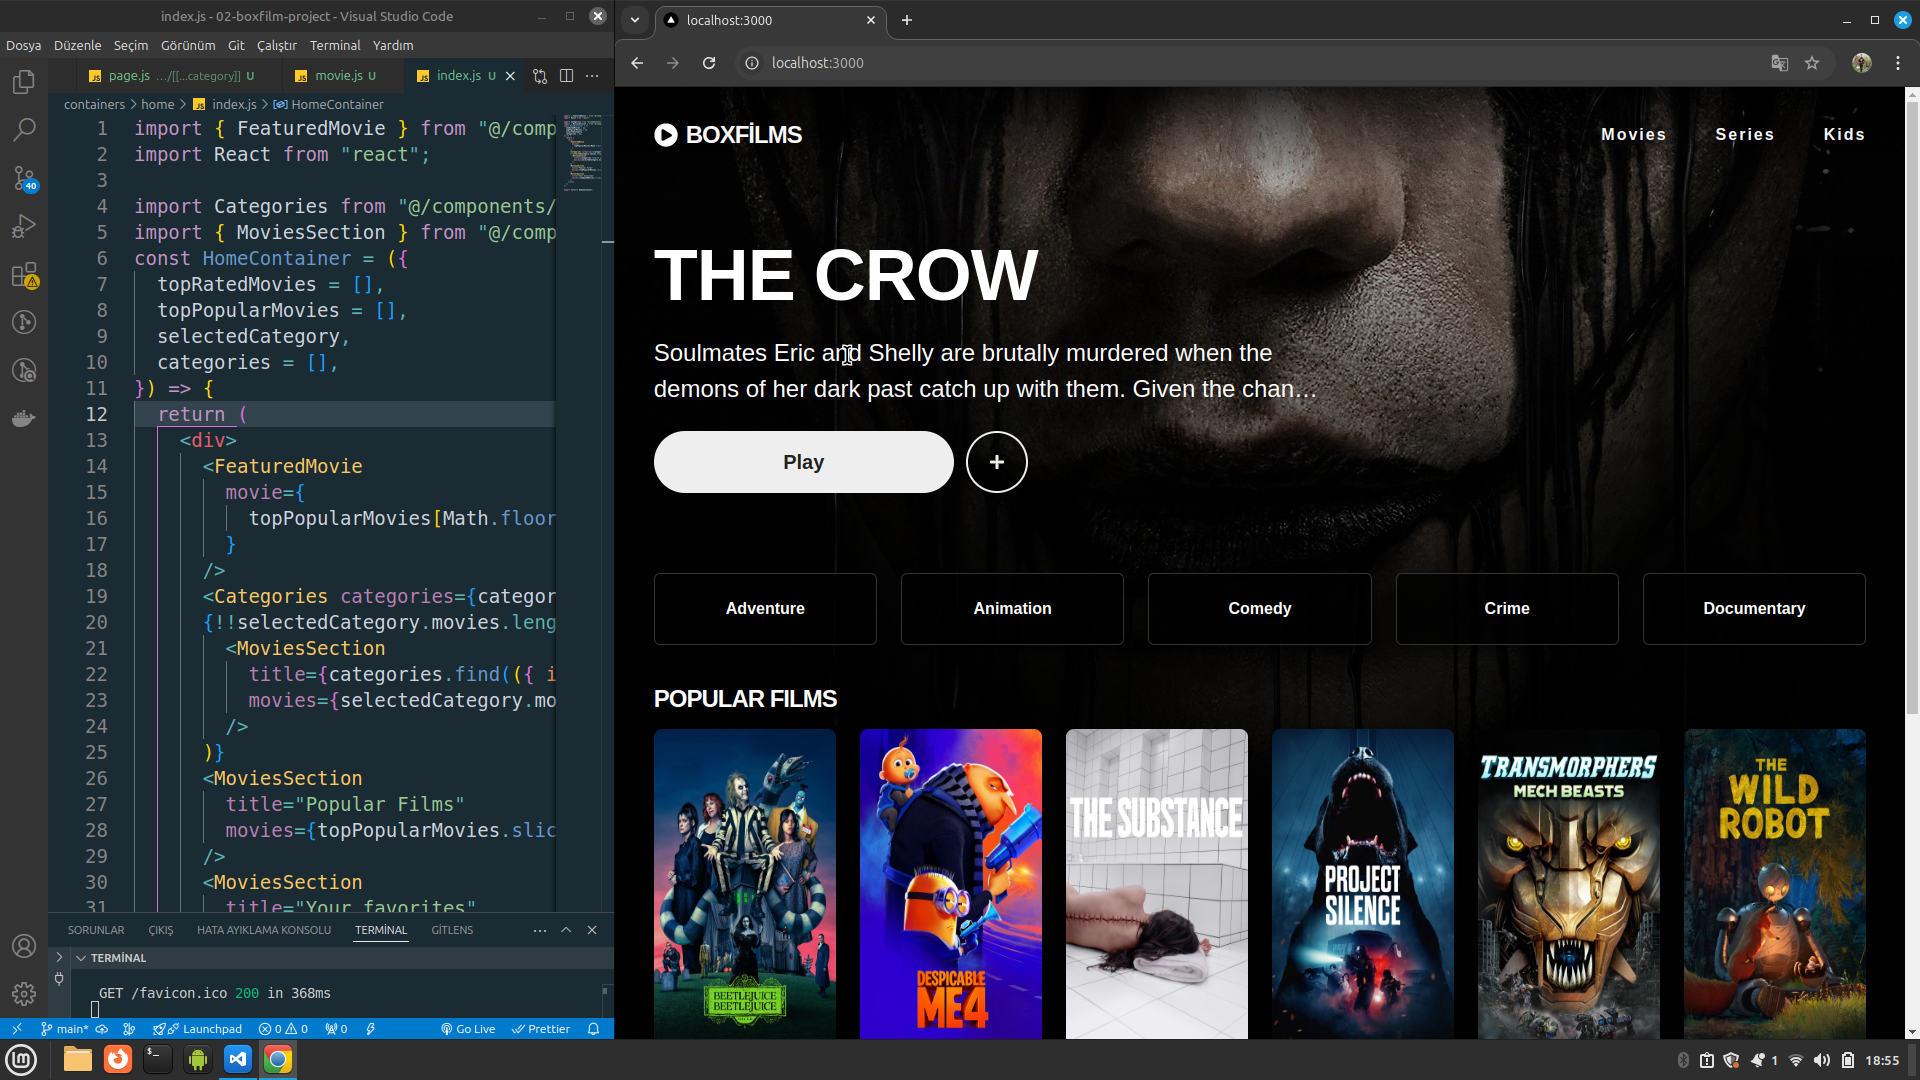 index.js - 02-boxfilm-project - Visual Studio Code
Dosya Düzenle Seçim Görünüm Git Çalıştır Terminal Yardım
page.js .../[[...category]] U movie.js U index.js U
containers > home > index.js > HomeContainer
1 import { FeaturedMovie } from "@/comp
2 import React from "react";
3
4 import Categories from "@/components/
5 import { MoviesSection } from "@/comp
6 const HomeContainer = ({
7 topRatedMovies = [],
8 topPopularMovies = [],
9 selectedCategory,
10 categories = [],
11 }) => {
12 return (
13 <div>
14 <FeaturedMovie
15 movie={
16 topPopularMovies[Math.floor
17 }
18 />
19 <Categories categories={categor
20 {!!selectedCategory.movies.leng
21 <MoviesSection
22 title={categories.find(({ i
23 movies={selectedCategory.mo
24 />
25 )}
26 <MoviesSection
27 title="Popular Films"
28 movies={topPopularMovies.slic
29 />
30 <MoviesSection
31 title="Your favorites"
SORUNLAR ÇIKIŞ HATA AYIKLAMA KONSOLU TERMİNAL GİTLENS
TERMİNAL
GET /favicon.ico 200 in 368ms
main* Launchpad 0 0 0 Go Live Prettier
40
localhost:3000
localhost:3000
BOXFİLMS
Movies Series Kids
THE CROW
Soulmates Eric and Shelly are brutally murdered when the
demons of her dark past catch up with them. Given the chan...
Play +
Adventure Animation Comedy Crime Documentary
POPULAR FILMS
BEETLEJUICE
BEETLEJUICE
DESPICABLE
ME4
THE SUBSTANCE
PROJECT
SILENCE
TRANSMORPHERS
MECH BEASTS
THE
WILD
ROBOT
1 18:55